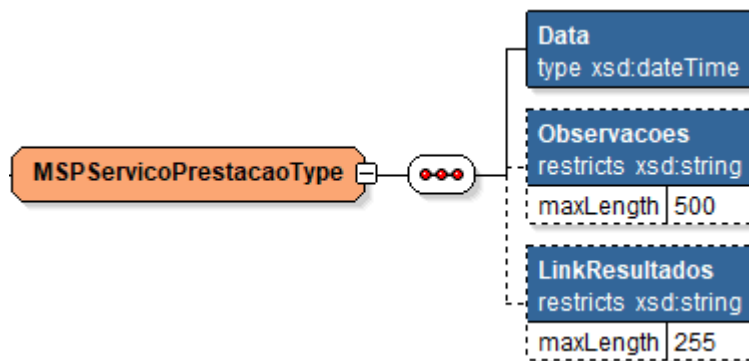 Data
type xsd:dateTime
Observacoes
restricts xsd:string
maxLength 500
MSPServicoPrestacaoType
LinkResultados
restricts xsd:string
maxLength 255